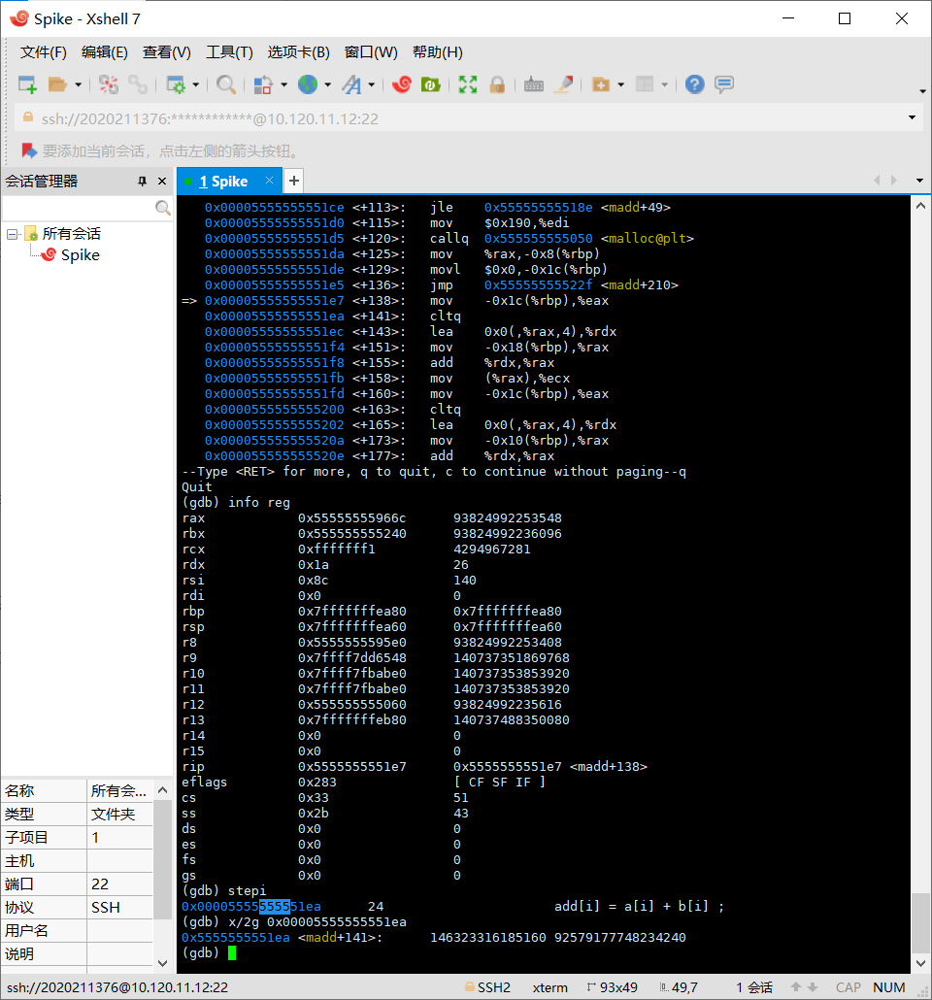 Spike - Xshell 7
文件(F) 编辑(E) 查看(V) 工具(T) 选项卡(B) 窗口(W) 帮助(H)
ssh://2020211376:************@10.120.11.12:22
要添加当前会话，点击左侧的箭头按钮。
会话管理器
1 Spike
所有会话
Spike
0x00005555555551ce <+113>: jle 0x55555555518e <madd+49>
0x00005555555551d0 <+115>: mov $0x190,%edi
0x00005555555551d5 <+120>: callq 0x555555555050 <malloc@plt>
0x00005555555551da <+125>: mov %rax,-0x8(%rbp)
0x00005555555551de <+129>: movl $0x0,-0x1c(%rbp)
0x00005555555551e5 <+136>: jmp 0x55555555522f <madd+210>
=> 0x00005555555551e7 <+138>: mov -0x1c(%rbp),%eax
0x00005555555551ea <+141>: cltq
0x00005555555551ec <+143>: lea 0x0(,%rax,4),%rdx
0x00005555555551f4 <+151>: mov -0x18(%rbp),%rax
0x00005555555551f8 <+155>: add %rdx,%rax
0x00005555555551fb <+158>: mov (%rax),%ecx
0x00005555555551fd <+160>: mov -0x1c(%rbp),%eax
0x0000555555555200 <+163>: cltq
0x0000555555555202 <+165>: lea 0x0(,%rax,4),%rdx
0x000055555555520a <+173>: mov -0x10(%rbp),%rax
0x000055555555520e <+177>: add %rdx,%rax
--Type <RET> for more, q to quit, c to continue without paging--q
Quit
(gdb) info reg
rax 0x55555555966c 93824992253548
rbx 0x555555555240 93824992236096
rcx 0xfffffff1 4294967281
rdx 0x1a 26
rsi 0x8c 140
rdi 0x0 0
rbp 0x7fffffffea80 0x7fffffffea80
rsp 0x7fffffffea60 0x7fffffffea60
r8 0x5555555595e0 93824992253408
r9 0x7ffff7dd6548 140737351869768
r10 0x7ffff7fbabe0 140737353853920
r11 0x7ffff7fbabe0 140737353853920
r12 0x555555555060 93824992235616
r13 0x7fffffffeb80 140737488350080
r14 0x0 0
r15 0x0 0
rip 0x5555555551e7 0x5555555551e7 <madd+138>
eflags 0x283 [ CF SF IF ]
cs 0x33 51
ss 0x2b 43
ds 0x0 0
es 0x0 0
fs 0x0 0
gs 0x0 0
(gdb) stepi
0x00005555555551ea 24 add[i] = a[i] + b[i] ;
(gdb) x/2g 0x00005555555551ea
0x5555555551ea <madd+141>: 146323316185160 92579177748234240
(gdb)
名称 所有会...
类型 文件夹
子项目 1
主机
端口 22
协议 SSH
用户名
说明
ssh://2020211376@10.120.11.12:22 SSH2 xterm 93x49 49,7 1 会话 CAP NUM